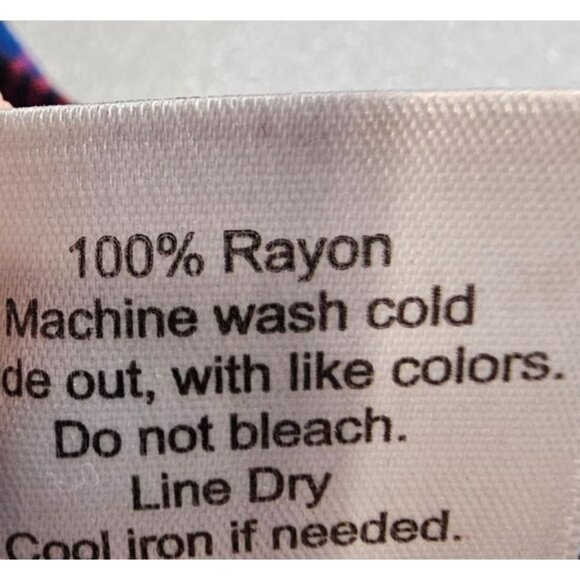 100% Rayon
Machine wash cold
de out, with like colors.
Do not bleach.
Line Dry
Cool iron if needed.